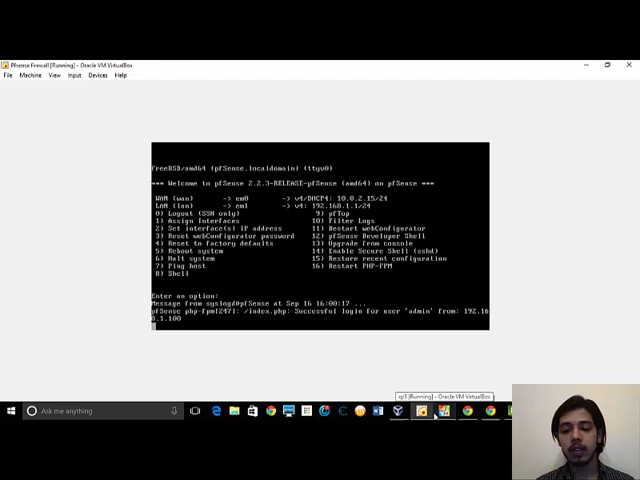 Pfsense firewall [Running] - Oracle VM VirtualBox
File Machine View Input Devices Help
FreeBSD/amd64 (pfSense.localdomain) (ttyv0)
*** Welcome to pfSense 2.2.3-RELEASE-pfSense (amd64) on pfSense ***
WAN (wan) -> em0 -> v4/DHCP4: 10.0.2.15/24
LAN (lan) -> em1 -> v4: 192.168.1.1/24
0) Logout (SSH only) 9) pfTop
1) Assign Interfaces 10) Filter Logs
2) Set interface(s) IP address 11) Restart webConfigurator
3) Reset webConfigurator password 12) pfSense Developer Shell
4) Reset to factory defaults 13) Upgrade from console
5) Reboot system 14) Enable Secure Shell (sshd)
6) Halt system 15) Restore recent configuration
7) Ping host 16) Restart PHP-FPM
8) Shell
Enter an option:
Message from syslogd@pfSense at Sep 16 16:00:17 ...
pfSense php-fpm[247]: /index.php: Successful login for user 'admin' from: 192.16
8.1.100
xp3 [Running] - Oracle VM VirtualBox
Ask me anything